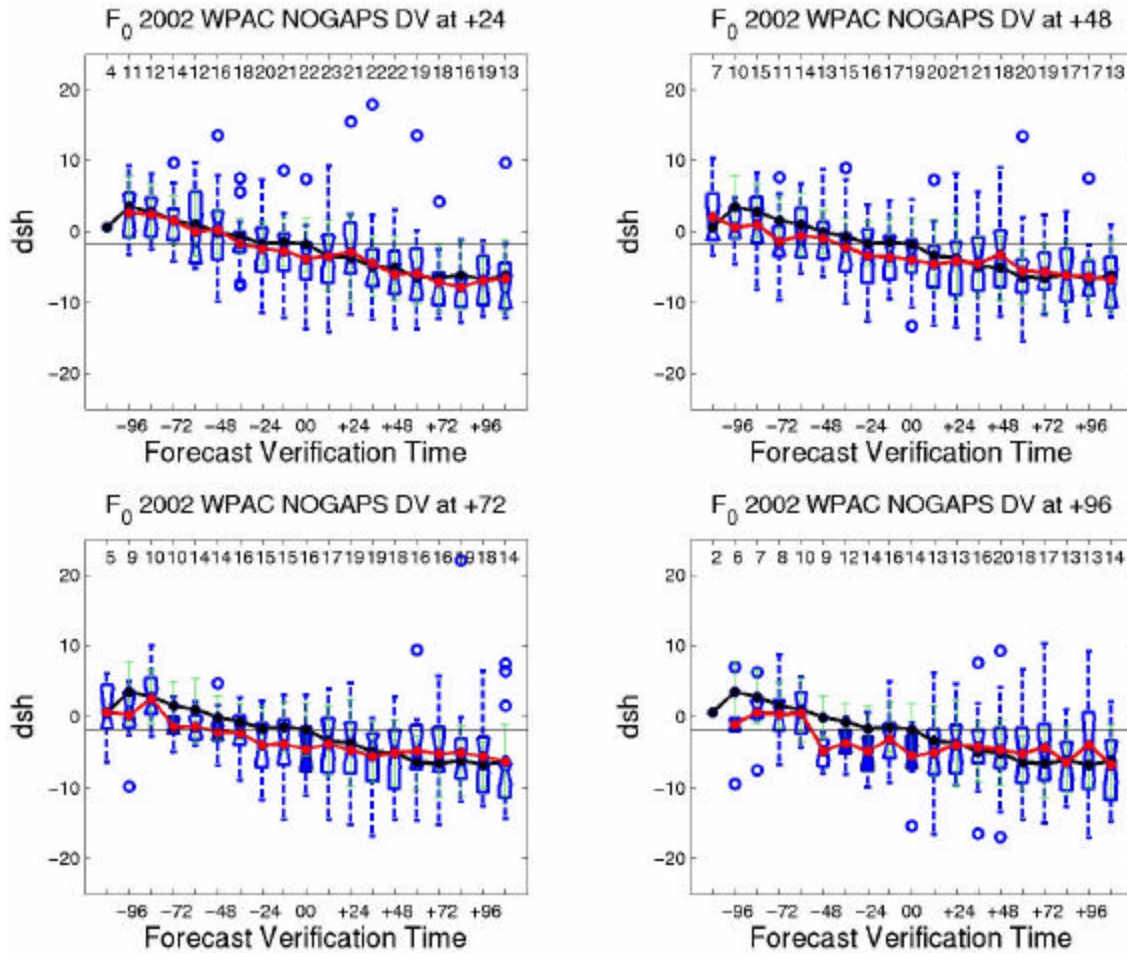 F0 2002 WPAC NOGAPS DV at +24
4 11 12 14 12 16 18 20 21 22 23 21 22 22 19 18 16 19 13
20
10
0
−10
−20
dsh
−96 −72 −48 −24 00 +24 +48 +72 +96
Forecast Verification Time
F0 2002 WPAC NOGAPS DV at +48
7 10 15 11 14 13 15 16 17 19 20 21 21 18 20 19 17 17 13
20
10
0
−10
−20
dsh
−96 −72 −48 −24 00 +24 +48 +72 +96
Forecast Verification Time
F0 2002 WPAC NOGAPS DV at +72
5 9 10 10 14 14 16 15 15 16 17 19 19 18 16 16 19 18 14
20
10
0
−10
−20
dsh
−96 −72 −48 −24 00 +24 +48 +72 +96
Forecast Verification Time
F0 2002 WPAC NOGAPS DV at +96
2 6 7 8 10 9 12 14 16 14 13 13 16 20 18 17 13 13 14
20
10
0
−10
−20
dsh
−96 −72 −48 −24 00 +24 +48 +72 +96
Forecast Verification Time